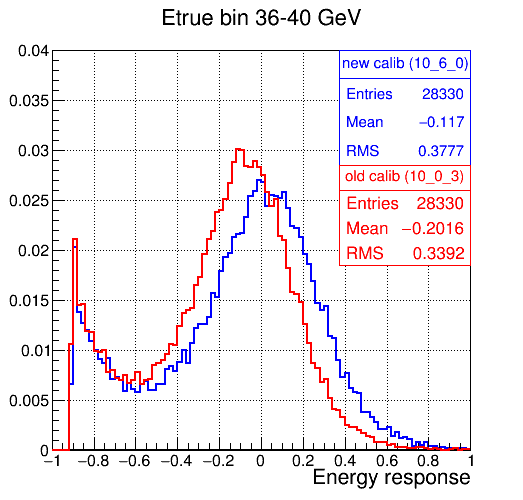 Etrue bin 36-40 GeV
0.04
0.035
0.03
0.025
0.02
0.015
0.01
0.005
0
new calib (10_6_0)
Entries 28330
Mean −0.117
RMS 0.3777
old calib (10_0_3)
Entries 28330
Mean −0.2016
RMS 0.3392
−1 −0.8 −0.6 −0.4 −0.2 0 0.2 0.4 0.6 0.8 1
Energy response